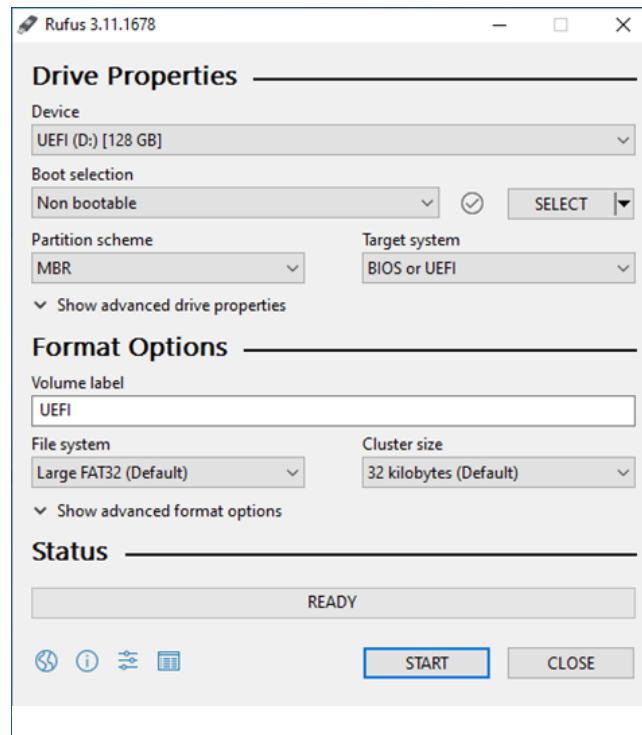 Rufus 3.11.1678
Drive Properties
Device
UEFI (D:) [128 GB]
Boot selection
Non bootable
SELECT
Partition scheme Target system
MBR BIOS or UEFI
Show advanced drive properties
Format Options
Volume label
UEFI
File system Cluster size
Large FAT32 (Default) 32 kilobytes (Default)
Show advanced format options
Status
READY
START CLOSE